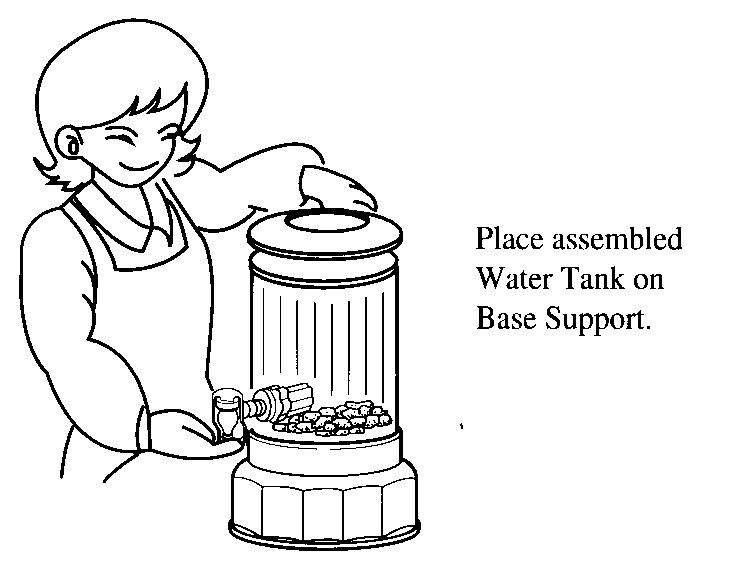 Place assembled
Water Tank on
Base Support.